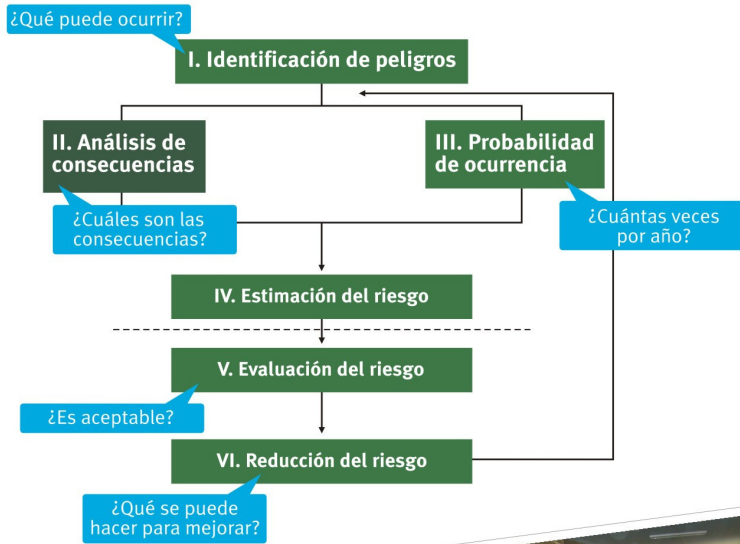 ¿Qué puede ocurrir?
I. Identificación de peligros
II. Análisis de
consecuencias
III. Probabilidad
de ocurrencia
¿Cuáles son las
consecuencias?
¿Cuántas veces
por año?
IV. Estimación del riesgo
V. Evaluación del riesgo
¿Es aceptable?
VI. Reducción del riesgo
¿Qué se puede
hacer para mejorar?